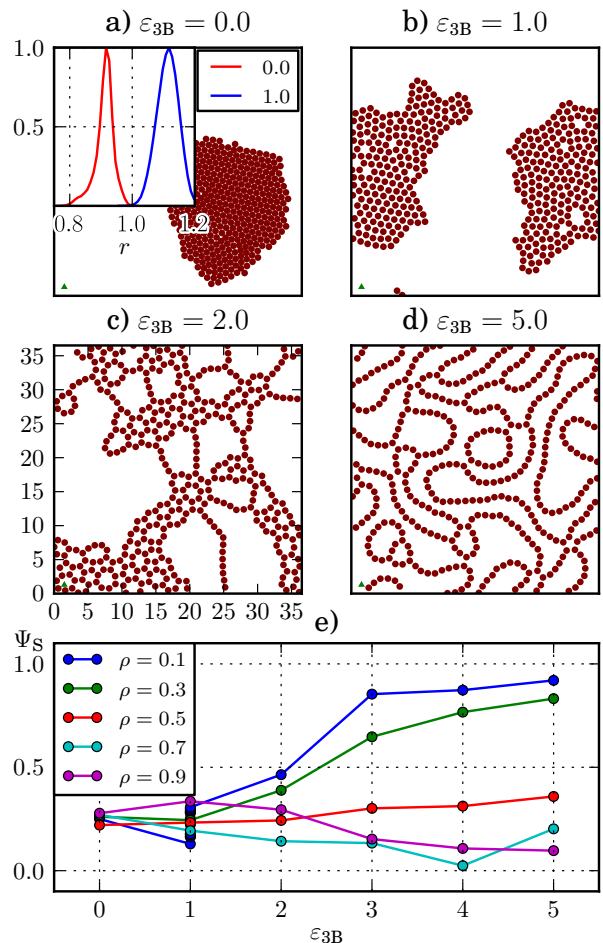 a) ε3B = 0.0
b) ε3B = 1.0
1.0
0.5
0.0
1.0
0.8 1.0 1.2
r
c) ε3B = 2.0
d) ε3B = 5.0
35
30
25
20
15
10
5
0
0 5 10 15 20 25 30 35
e)
ΨS
1.0
0.5
0.0
ρ = 0.1
ρ = 0.3
ρ = 0.5
ρ = 0.7
ρ = 0.9
0 1 2 3 4 5
ε3B